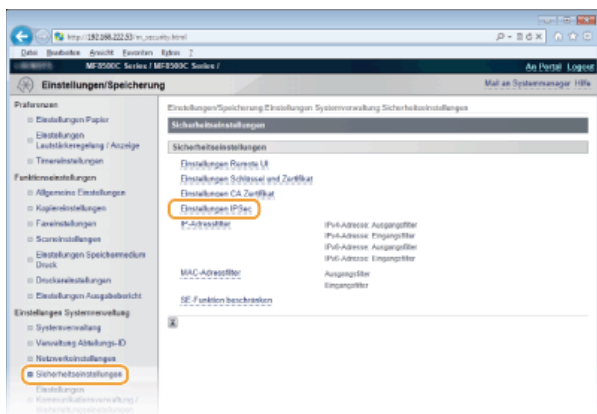 http://192.168.222.53/m_security.html
Datei Bearbeiten Ansicht Favoriten Extras ?
MF8500C Series / MF8500C Series /
An Portal Logout
Einstellungen/Speicherung
Mail an Systemmanager Hilfe
Präferenzen
Einstellungen Papier
Einstellungen
Lautstärkeregelung / Anzeige
Timereinstellungen
Funktionseinstellungen
Allgemeine Einstellungen
Kopiereinstellungen
Faxeinstellungen
Scaneinstellungen
Einstellungen Speichermedium
Druck
Druckereinstellungen
Einstellungen Ausgabebericht
Einstellungen Systemverwaltung
Systemverwaltung
Verwaltung Abteilungs-ID
Netzwerkeinstellungen
Sicherheitseinstellungen
Einstellungen
Kommunikationsverwaltung /
Weiterleitungseinstellungen
Einstellungen/Speicherung:Einstellungen Systemverwaltung:Sicherheitseinstellungen
Sicherheitseinstellungen
Sicherheitseinstellungen
Einstellungen Remote UI
Einstellungen Schlüssel und Zertifikat
Einstellungen CA Zertifikat
Einstellungen IPSec
IP-Adressfilter
IPv4-Adresse: Ausgangsfilter
IPv4-Adresse: Eingangsfilter
IPv6-Adresse: Ausgangsfilter
IPv6-Adresse: Eingangsfilter
MAC-Adressfilter
Ausgangsfilter
Eingangsfilter
SE-Funktion beschränken